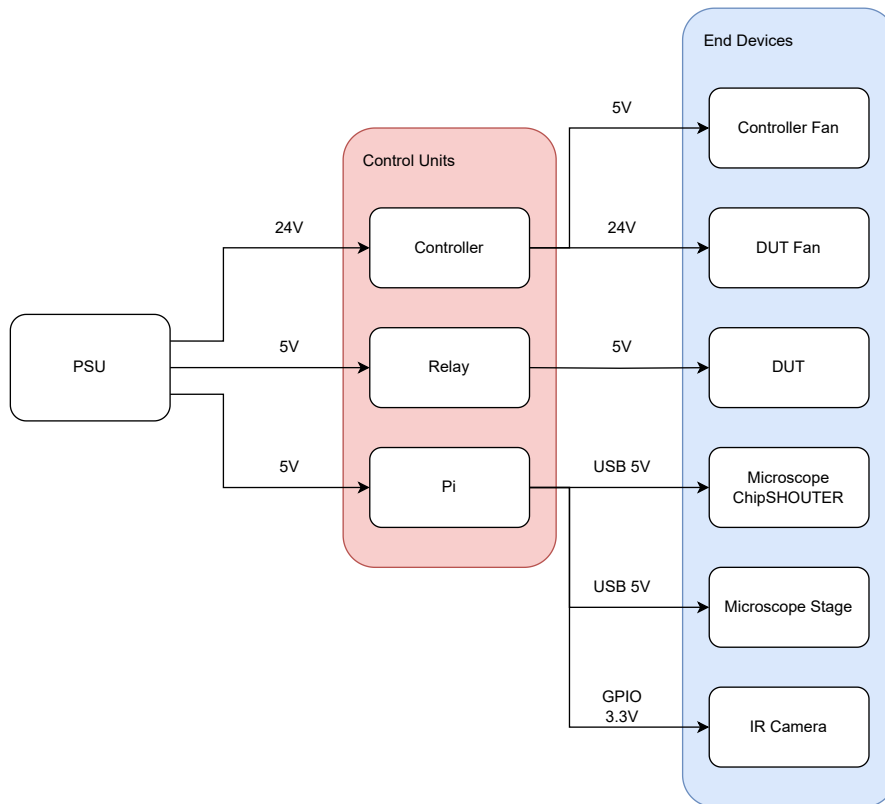 End Devices
5V
Controller Fan
Control Units
24V
Controller
24V
DUT Fan
PSU
5V
Relay
5V
DUT
5V
Pi
USB 5V
Microscope
ChipSHOUTER
USB 5V
Microscope Stage
GPIO
3.3V
IR Camera